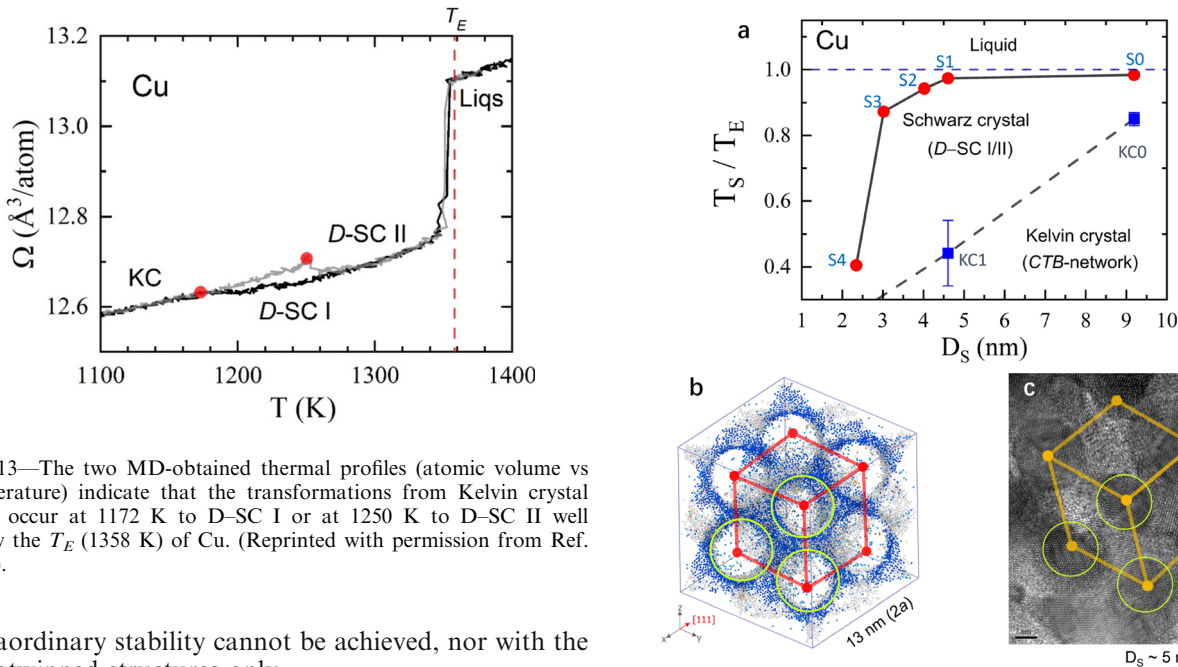 T_E
13.2
Cu
13.1
Liqs
13.0
12.9
12.8
D-SC II
12.7
KC
D-SC I
12.6
Ω (Å³/atom)
1100 1200 1300 1400
T (K)
13—The two MD-obtained thermal profiles (atomic volume vs
erature) indicate that the transformations from Kelvin crystal
occur at 1172 K to D–SC I or at 1250 K to D–SC II well
the T_E (1358 K) of Cu. (Reprinted with permission from Ref.
aordinary stability cannot be achieved, nor with the
a
Cu
Liquid
1.0
S1
S0
S2
S3
0.8
Schwarz crystal
(D–SC I/II)
KC0
0.6
Kelvin crystal
(CTB-network)
0.4
S4
KC1
T_S / T_E
1 2 3 4 5 6 7 8 9 10
D_S (nm)
b
[111]
z
x
y
13 nm (2a)
c
D_S ~ 5